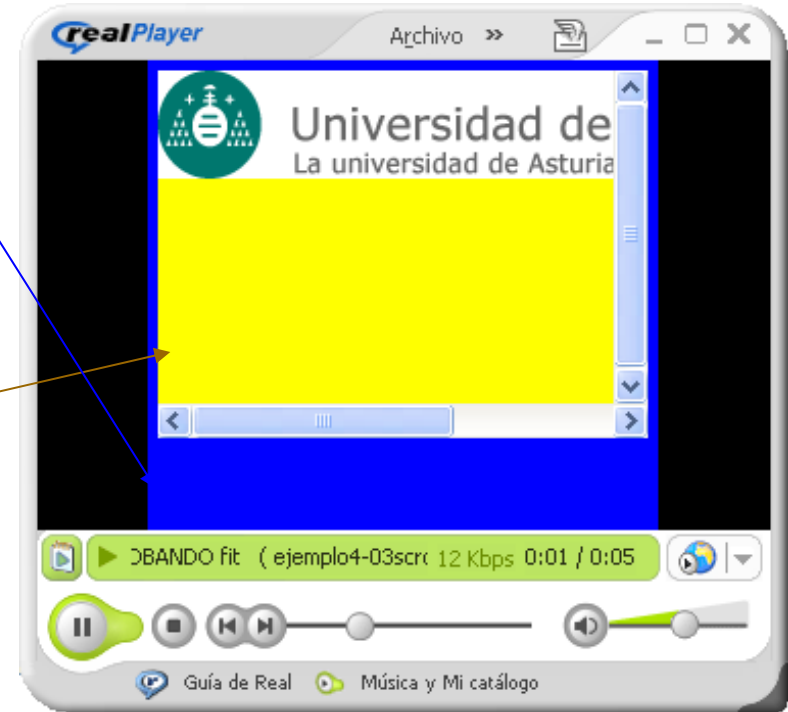 realPlayer
Archivo »
Universidad de
La universidad de Asturia
OBANDO fit ( ejemplo4-03scr 12 Kbps 0:01 / 0:05
Guía de Real Música y Mi catálogo